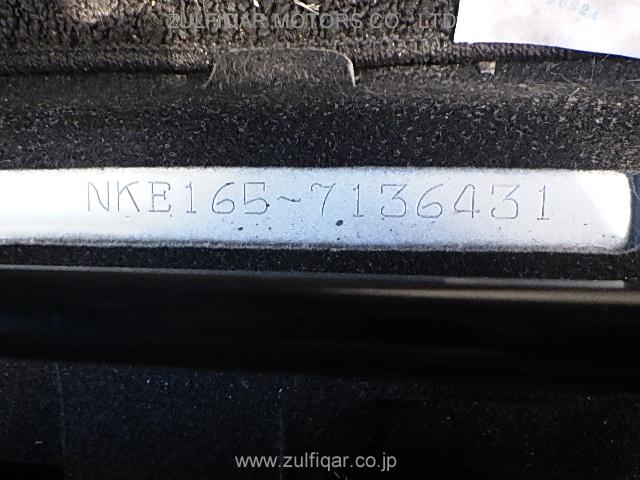 ZULFIQAR MOTORS CO. LTD
NKE165-7136431
www.zulfiqar.co.jp